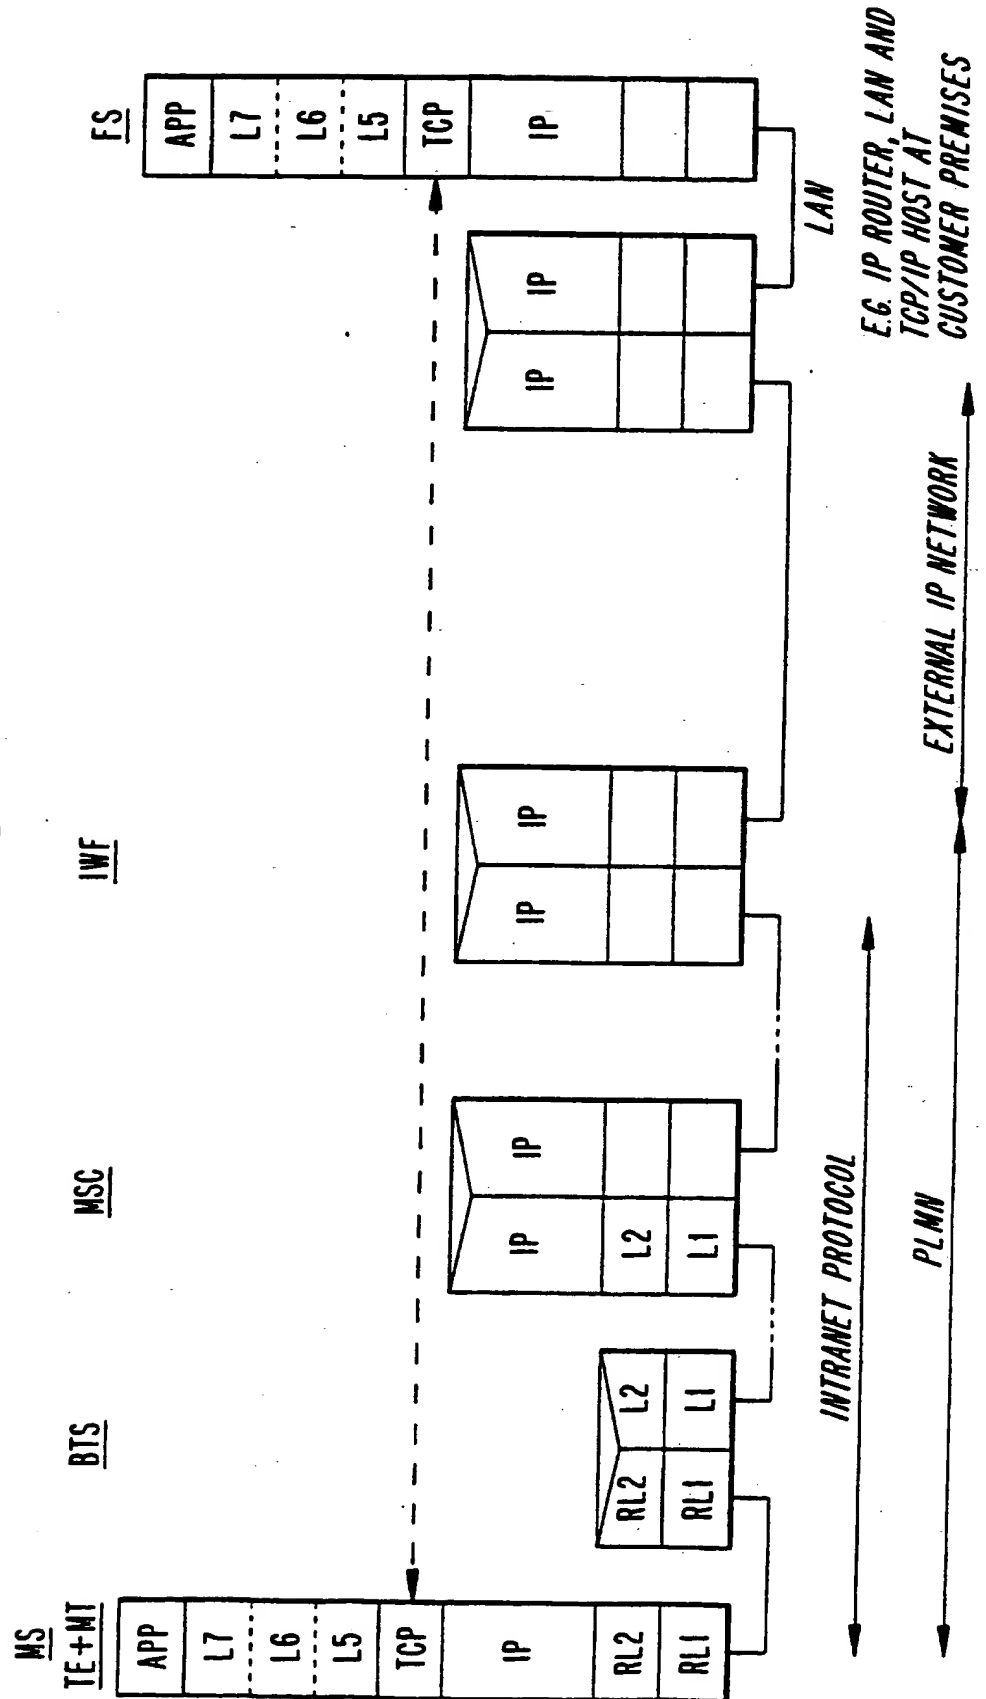 MS
TE+MT
BTS
MSC
IWF
FS
APP
L7
L6
L5
TCP
IP
RL2
RL1
RL2
L2
RL1
L1
IP
IP
L2
L1
IP
IP
IP
IP
APP
L7
L6
L5
TCP
IP
LAN
INTRANET PROTOCOL
PLMN
EXTERNAL IP NETWORK
E.G. IP ROUTER, LAN AND
TCP/IP HOST AT
CUSTOMER PREMISES